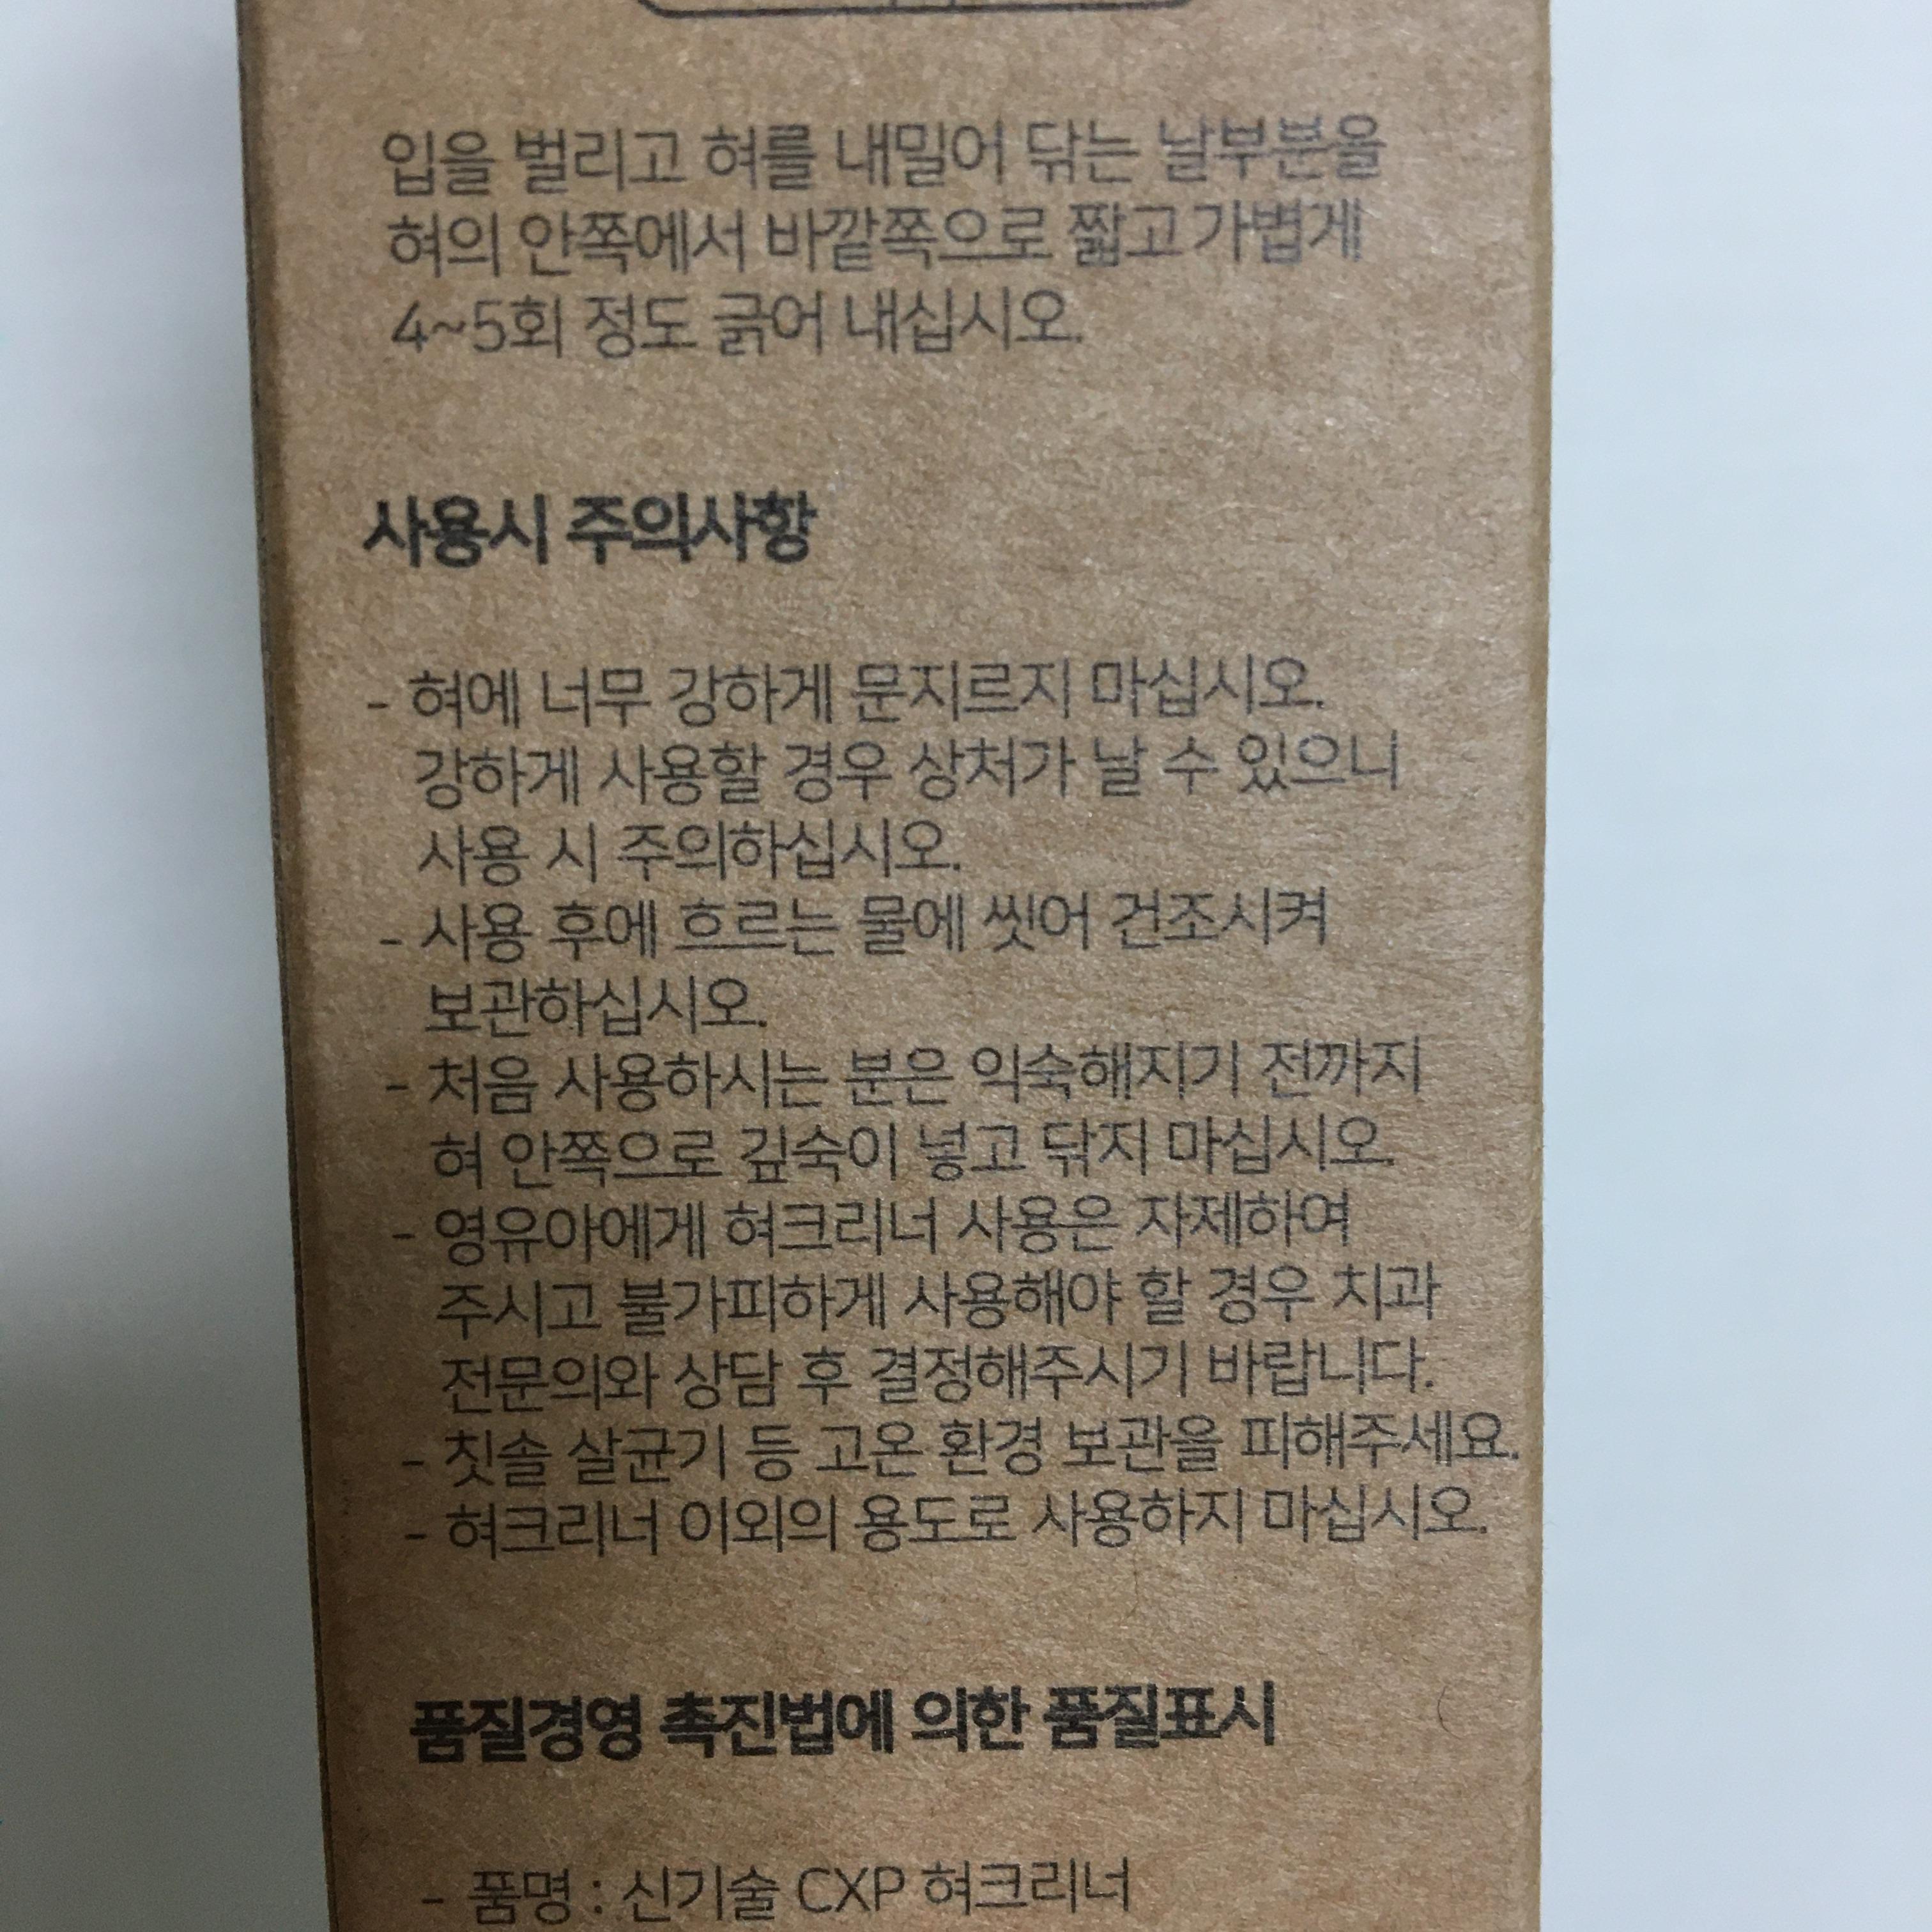 입을 벌리고 혀를 내밀어 닦는 날부분을
혀의 안쪽에서 바깥쪽으로 짧고 가볍게
4~5회 정도 긁어 내십시오.
사용시 주의사항
- 혀에 너무 강하게 문지르지 마십시오.
강하게 사용할 경우 상처가 날 수 있으니
사용 시 주의하십시오.
- 사용 후에 흐르는 물에 씻어 건조시켜
보관하십시오.
- 처음 사용하시는 분은 익숙해지기 전까지
혀 안쪽으로 깊숙이 넣고 닦지 마십시오.
- 영유아에게 혀크리너 사용은 자제하여
주시고 불가피하게 사용해야 할 경우 치과
전문의와 상담 후 결정해주시기 바랍니다.
- 칫솔 살균기 등 고온 환경 보관을 피해주세요.
- 혀크리너 이외의 용도로 사용하지 마십시오.
품질경영 촉진법에 의한 품질표시
- 품명 : 신기술 CXP 혀크리너